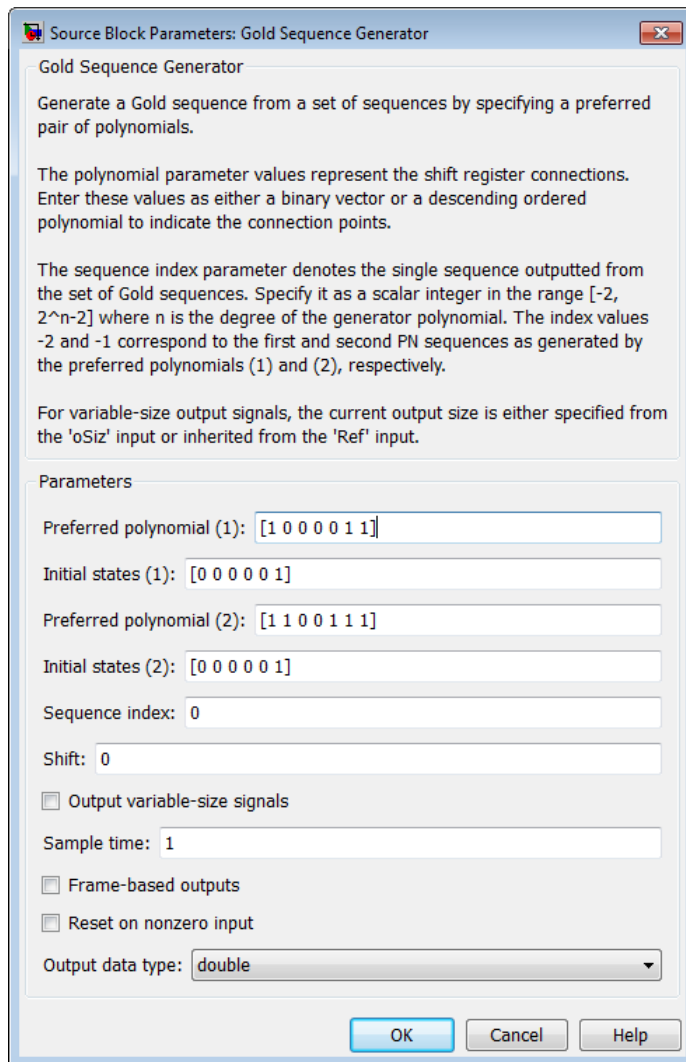 Source Block Parameters: Gold Sequence Generator
Gold Sequence Generator
Generate a Gold sequence from a set of sequences by specifying a preferred
pair of polynomials.
The polynomial parameter values represent the shift register connections.
Enter these values as either a binary vector or a descending ordered
polynomial to indicate the connection points.
The sequence index parameter denotes the single sequence outputted from
the set of Gold sequences. Specify it as a scalar integer in the range [-2,
2^n-2] where n is the degree of the generator polynomial. The index values
-2 and -1 correspond to the first and second PN sequences as generated by
the preferred polynomials (1) and (2), respectively.
For variable-size output signals, the current output size is either specified from
the 'oSiz' input or inherited from the 'Ref' input.
Parameters
Preferred polynomial (1): [1 0 0 0 0 1 1]
Initial states (1): [0 0 0 0 0 1]
Preferred polynomial (2): [1 1 0 0 1 1 1]
Initial states (2): [0 0 0 0 0 1]
Sequence index: 0
Shift: 0
Output variable-size signals
Sample time: 1
Frame-based outputs
Reset on nonzero input
Output data type: double
OK Cancel Help